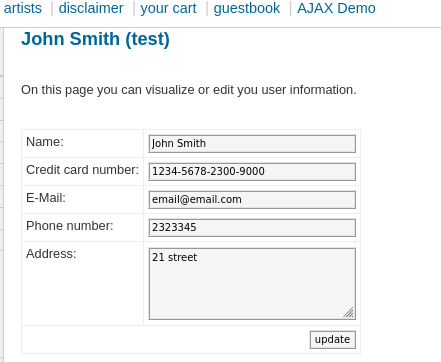 artists | disclaimer | your cart | guestbook | AJAX Demo
John Smith (test)
On this page you can visualize or edit you user information.
Name: John Smith
Credit card number: 1234-5678-2300-9000
E-Mail: email@email.com
Phone number: 2323345
Address: 21 street
update